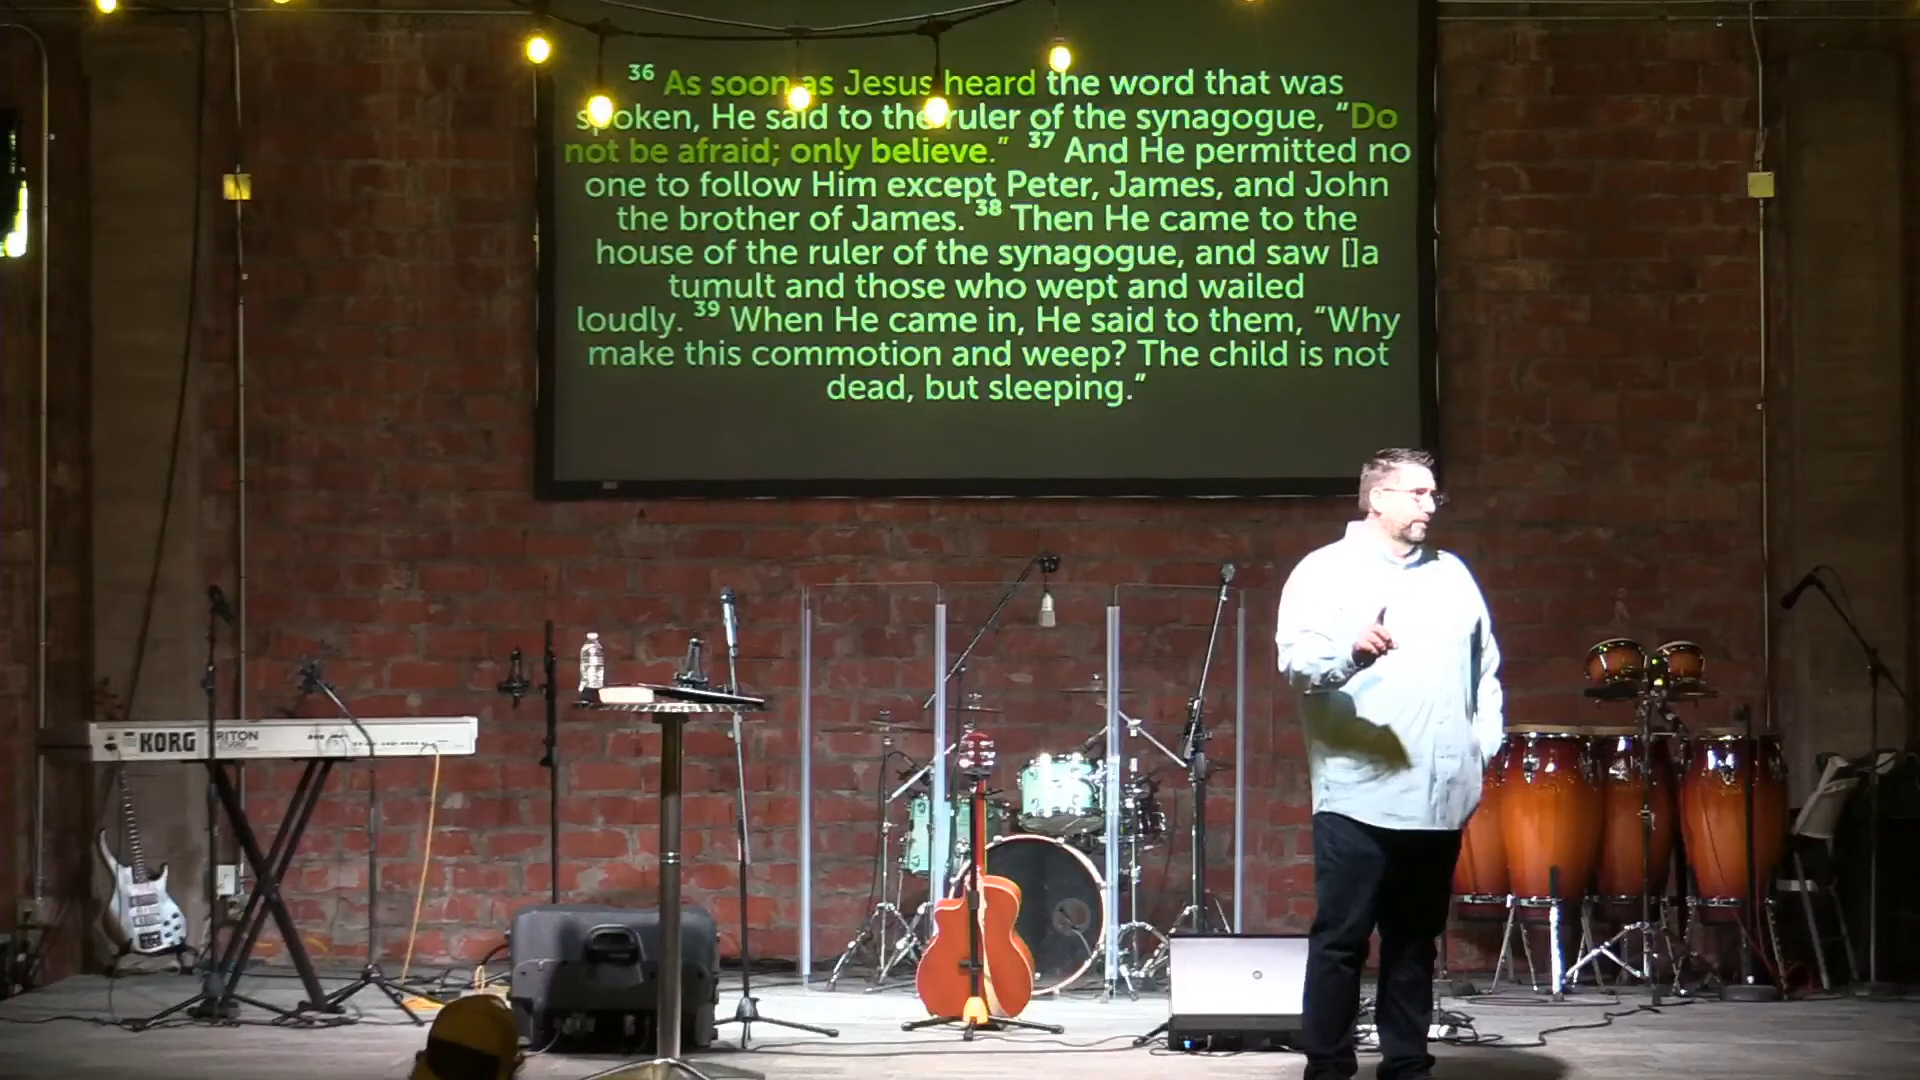 36 As soon as Jesus heard the word that was
spoken, He said to the ruler of the synagogue, “Do
not be afraid; only believe.” 37 And He permitted no
one to follow Him except Peter, James, and John
the brother of James. 38 Then He came to the
house of the ruler of the synagogue, and saw []a
tumult and those who wept and wailed
loudly. 39 When He came in, He said to them, “Why
make this commotion and weep? The child is not
dead, but sleeping.”
KORG TRITON